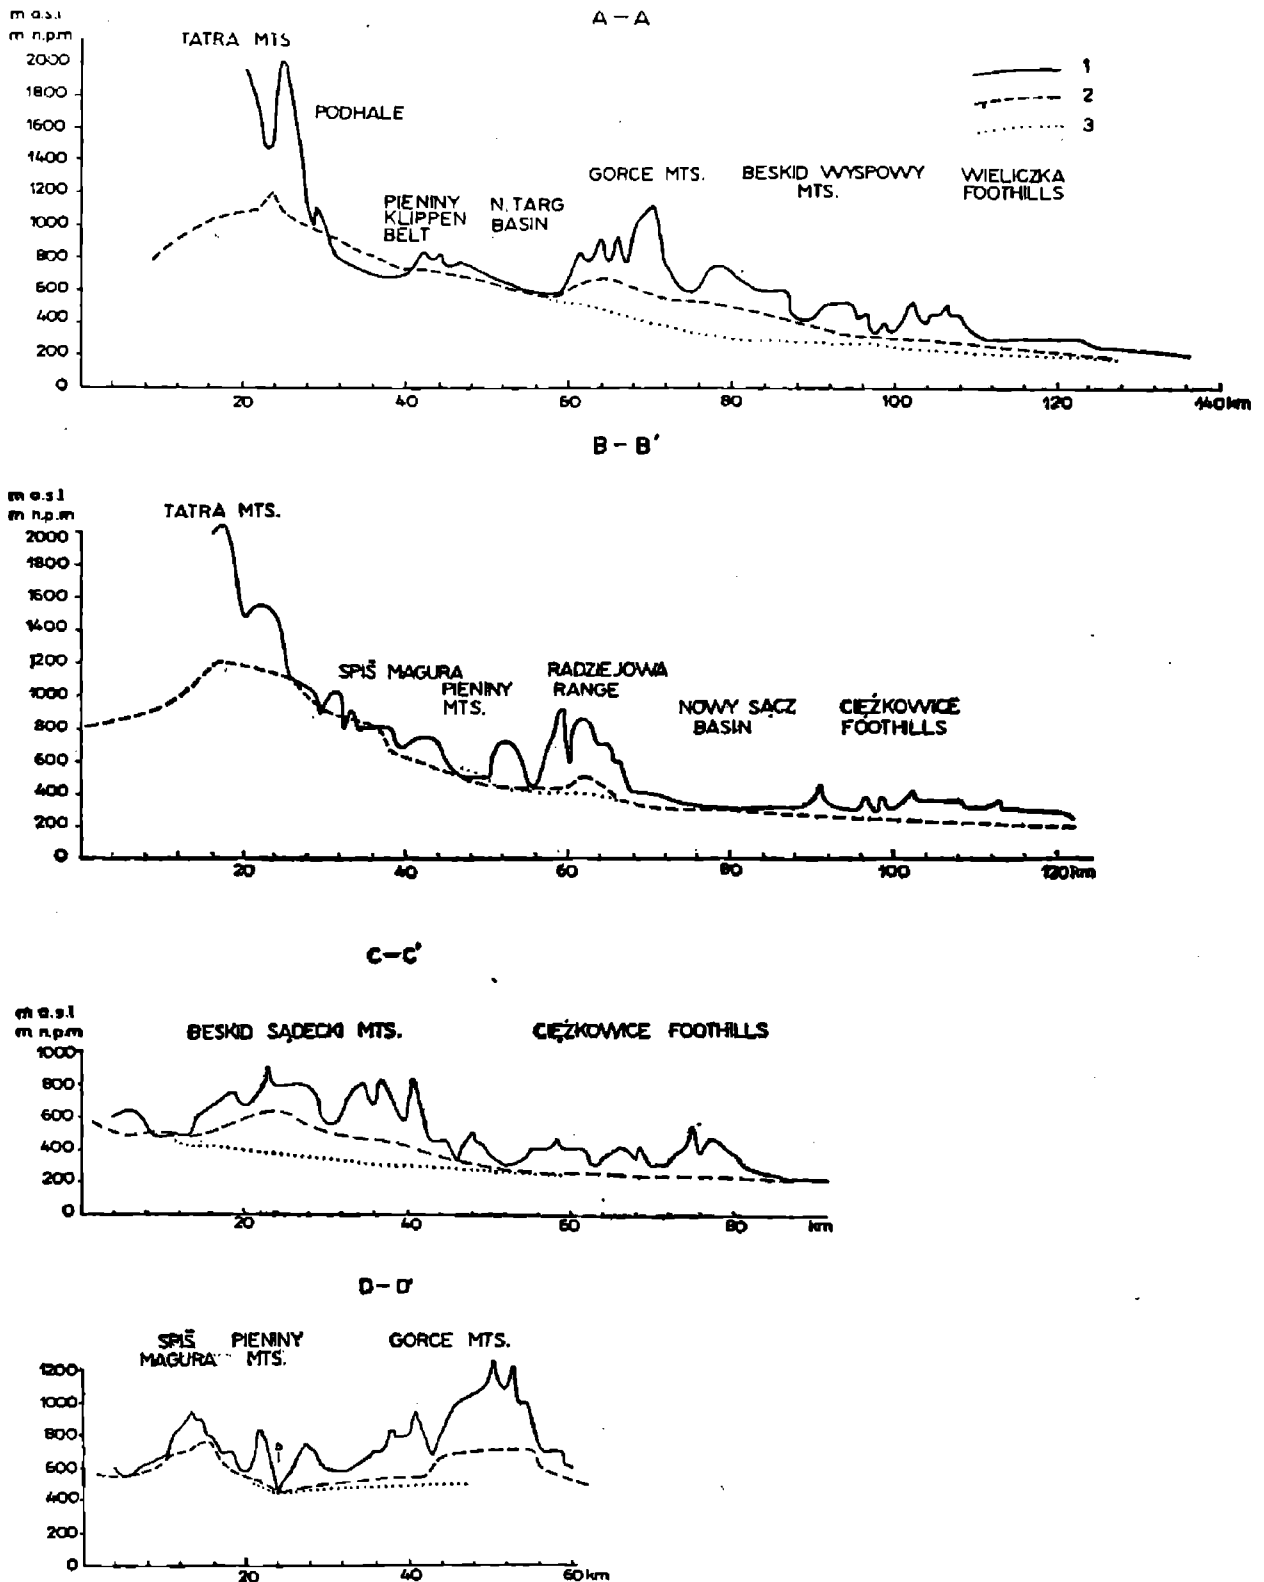 A – A
m a.s.l
m n.p.m
TATRA MTS
2000
1800
1600
1400
1200
1000
800
600
400
200
0
PODHALE
PIENINY
KLIPPEN
BELT
N. TARG
BASIN
GORCE MTS.
BESKID WYSPOWY
MTS.
WIELICZKA
FOOTHILLS
1
2
3
20
40
60
80
100
120
140 km
B – B'
m a.s.l
m n.p.m
TATRA MTS.
2000
1800
1600
1400
1200
1000
800
600
400
200
0
SPIŠ MAGURA
PIENINY
MTS.
RADZIEJOWA
RANGE
NOWY SĄCZ
BASIN
CIĘŻKOWICE
FOOTHILLS
20
40
60
80
100
120 km
C – C'
m a.s.l
m n.p.m
BESKID SĄDECKI MTS.
CIĘŻKOWICE FOOTHILLS
1000
800
600
400
200
0
20
40
60
80
km
D – D'
SPIŠ
MAGURA
PIENINY
MTS.
GORCE MTS.
1200
1000
800
600
400
200
0
20
40
60 km